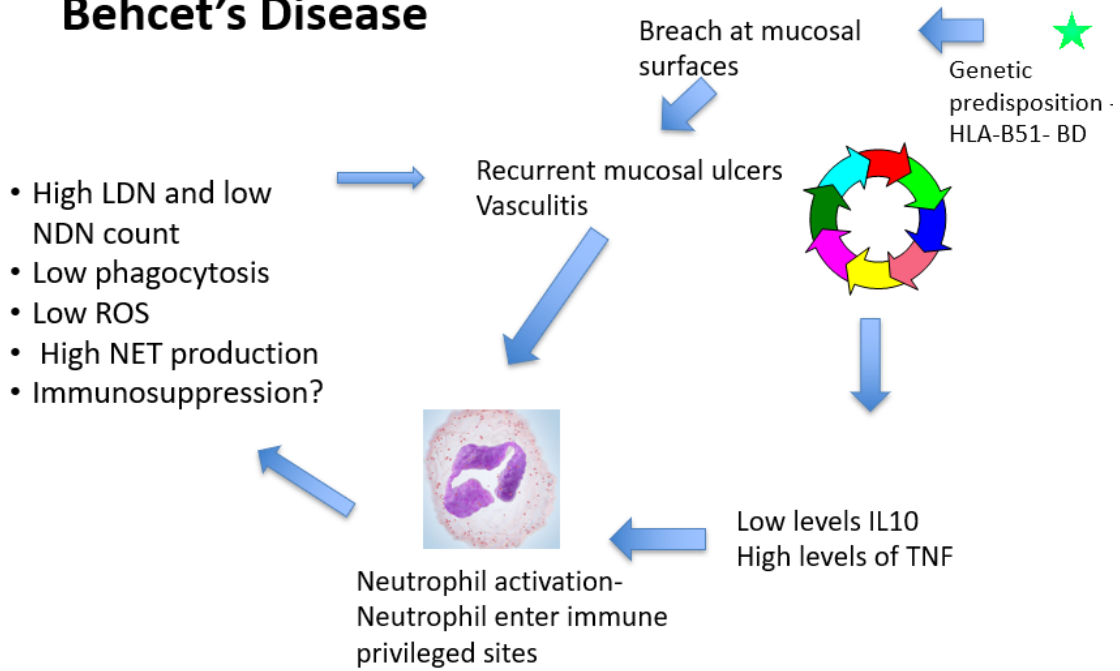 Behcet's Disease
Breach at mucosal
surfaces
Genetic
predisposition -
HLA-B51- BD
Recurrent mucosal ulcers
Vasculitis
• High LDN and low
NDN count
• Low phagocytosis
• Low ROS
• High NET production
• Immunosuppression?
Low levels IL10
High levels of TNF
Neutrophil activation-
Neutrophil enter immune
privileged sites